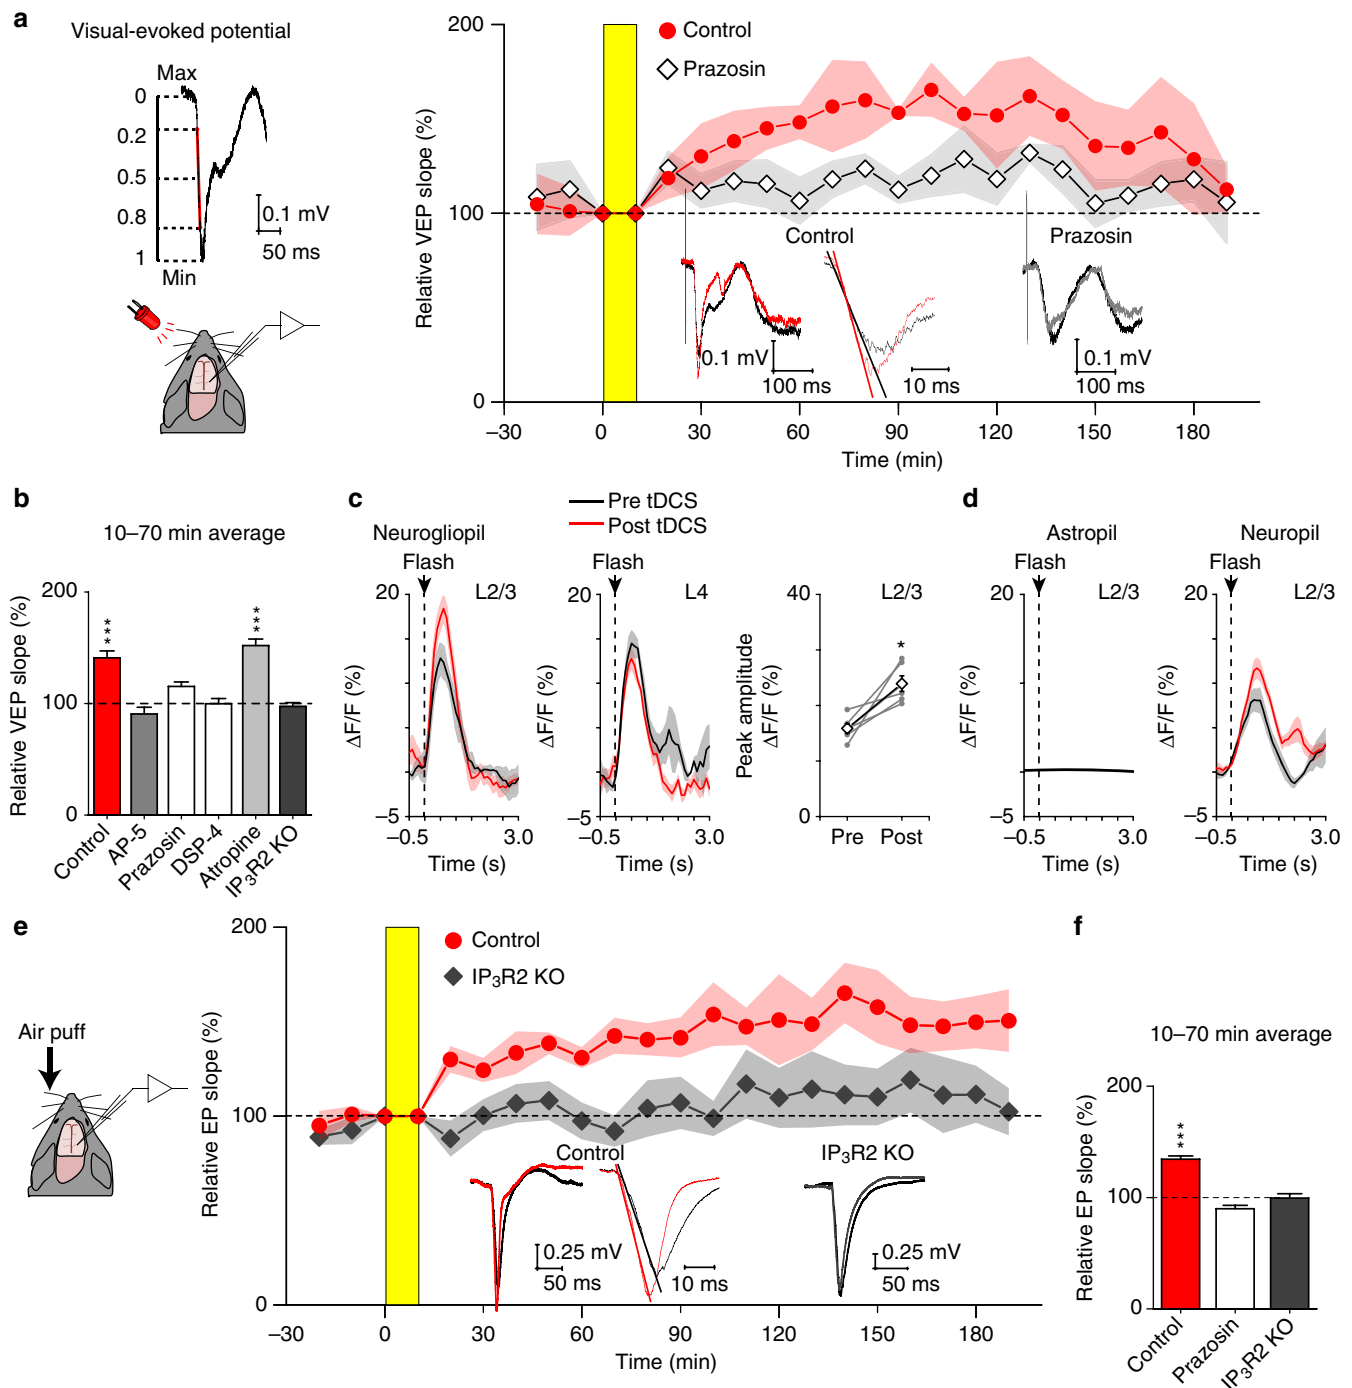 a
Visual-evoked potential
Max
0
0.2
0.5
0.8
1
Min
0.1 mV
50 ms
Relative VEP slope (%)
200
100
0
Control
Prazosin
Control
0.1 mV
100 ms
10 ms
Prazosin
0.1 mV
100 ms
–30
0
30
60
90
120
150
180
Time (min)
b
10–70 min average
Relative VEP slope (%)
200
100
0
***
***
Control
AP-5
Prazosin
DSP-4
Atropine
IP3R2 KO
c
Pre tDCS
Post tDCS
Neurogliopil
Flash
L2/3
20
ΔF/F (%)
–5
–0.5
3.0
Time (s)
Flash
L4
20
ΔF/F (%)
–5
–0.5
3.0
Time (s)
L2/3
40
Peak amplitude
ΔF/F (%)
0
*
Pre
Post
d
Astropil
Flash
L2/3
20
ΔF/F (%)
–5
–0.5
3.0
Time (s)
Neuropil
Flash
L2/3
20
ΔF/F (%)
–5
–0.5
3.0
Time (s)
e
Air puff
Relative EP slope (%)
200
100
0
Control
IP3R2 KO
Control
0.25 mV
50 ms
10 ms
IP3R2 KO
0.25 mV
50 ms
–30
0
30
60
90
120
150
180
Time (min)
f
10–70 min average
Relative EP slope (%)
200
100
0
***
Control
Prazosin
IP3R2 KO